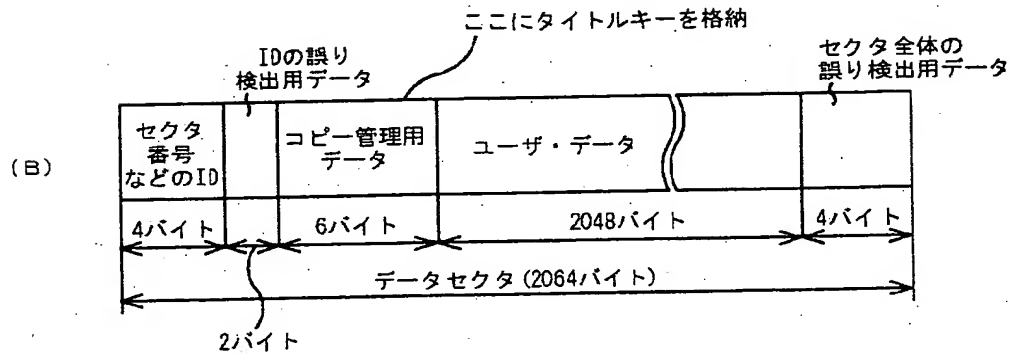 ここにタイトルキーを格納
IDの誤り
検出用データ
セクタ全体の
誤り検出用データ
(B)
セクタ
番号
などのID
コピー管理用
データ
ユーザ・データ
4バイト
6バイト
2048バイト
4バイト
データセクタ(2064バイト)
2バイト